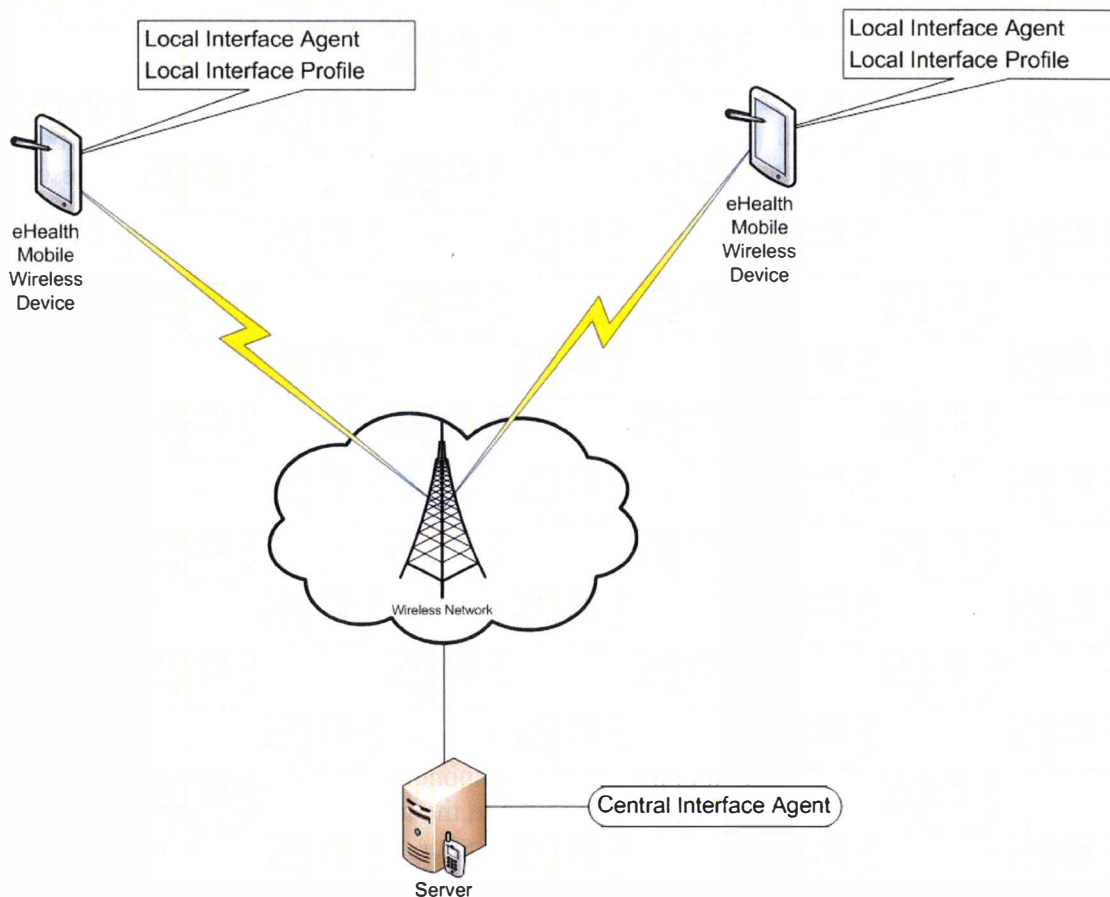 Local Interface Agent
Local Interface Profile
Local Interface Agent
Local Interface Profile
eHealth
Mobile
Wireless
Device
eHealth
Mobile
Wireless
Device
Wireless Network
Central Interface Agent
Server